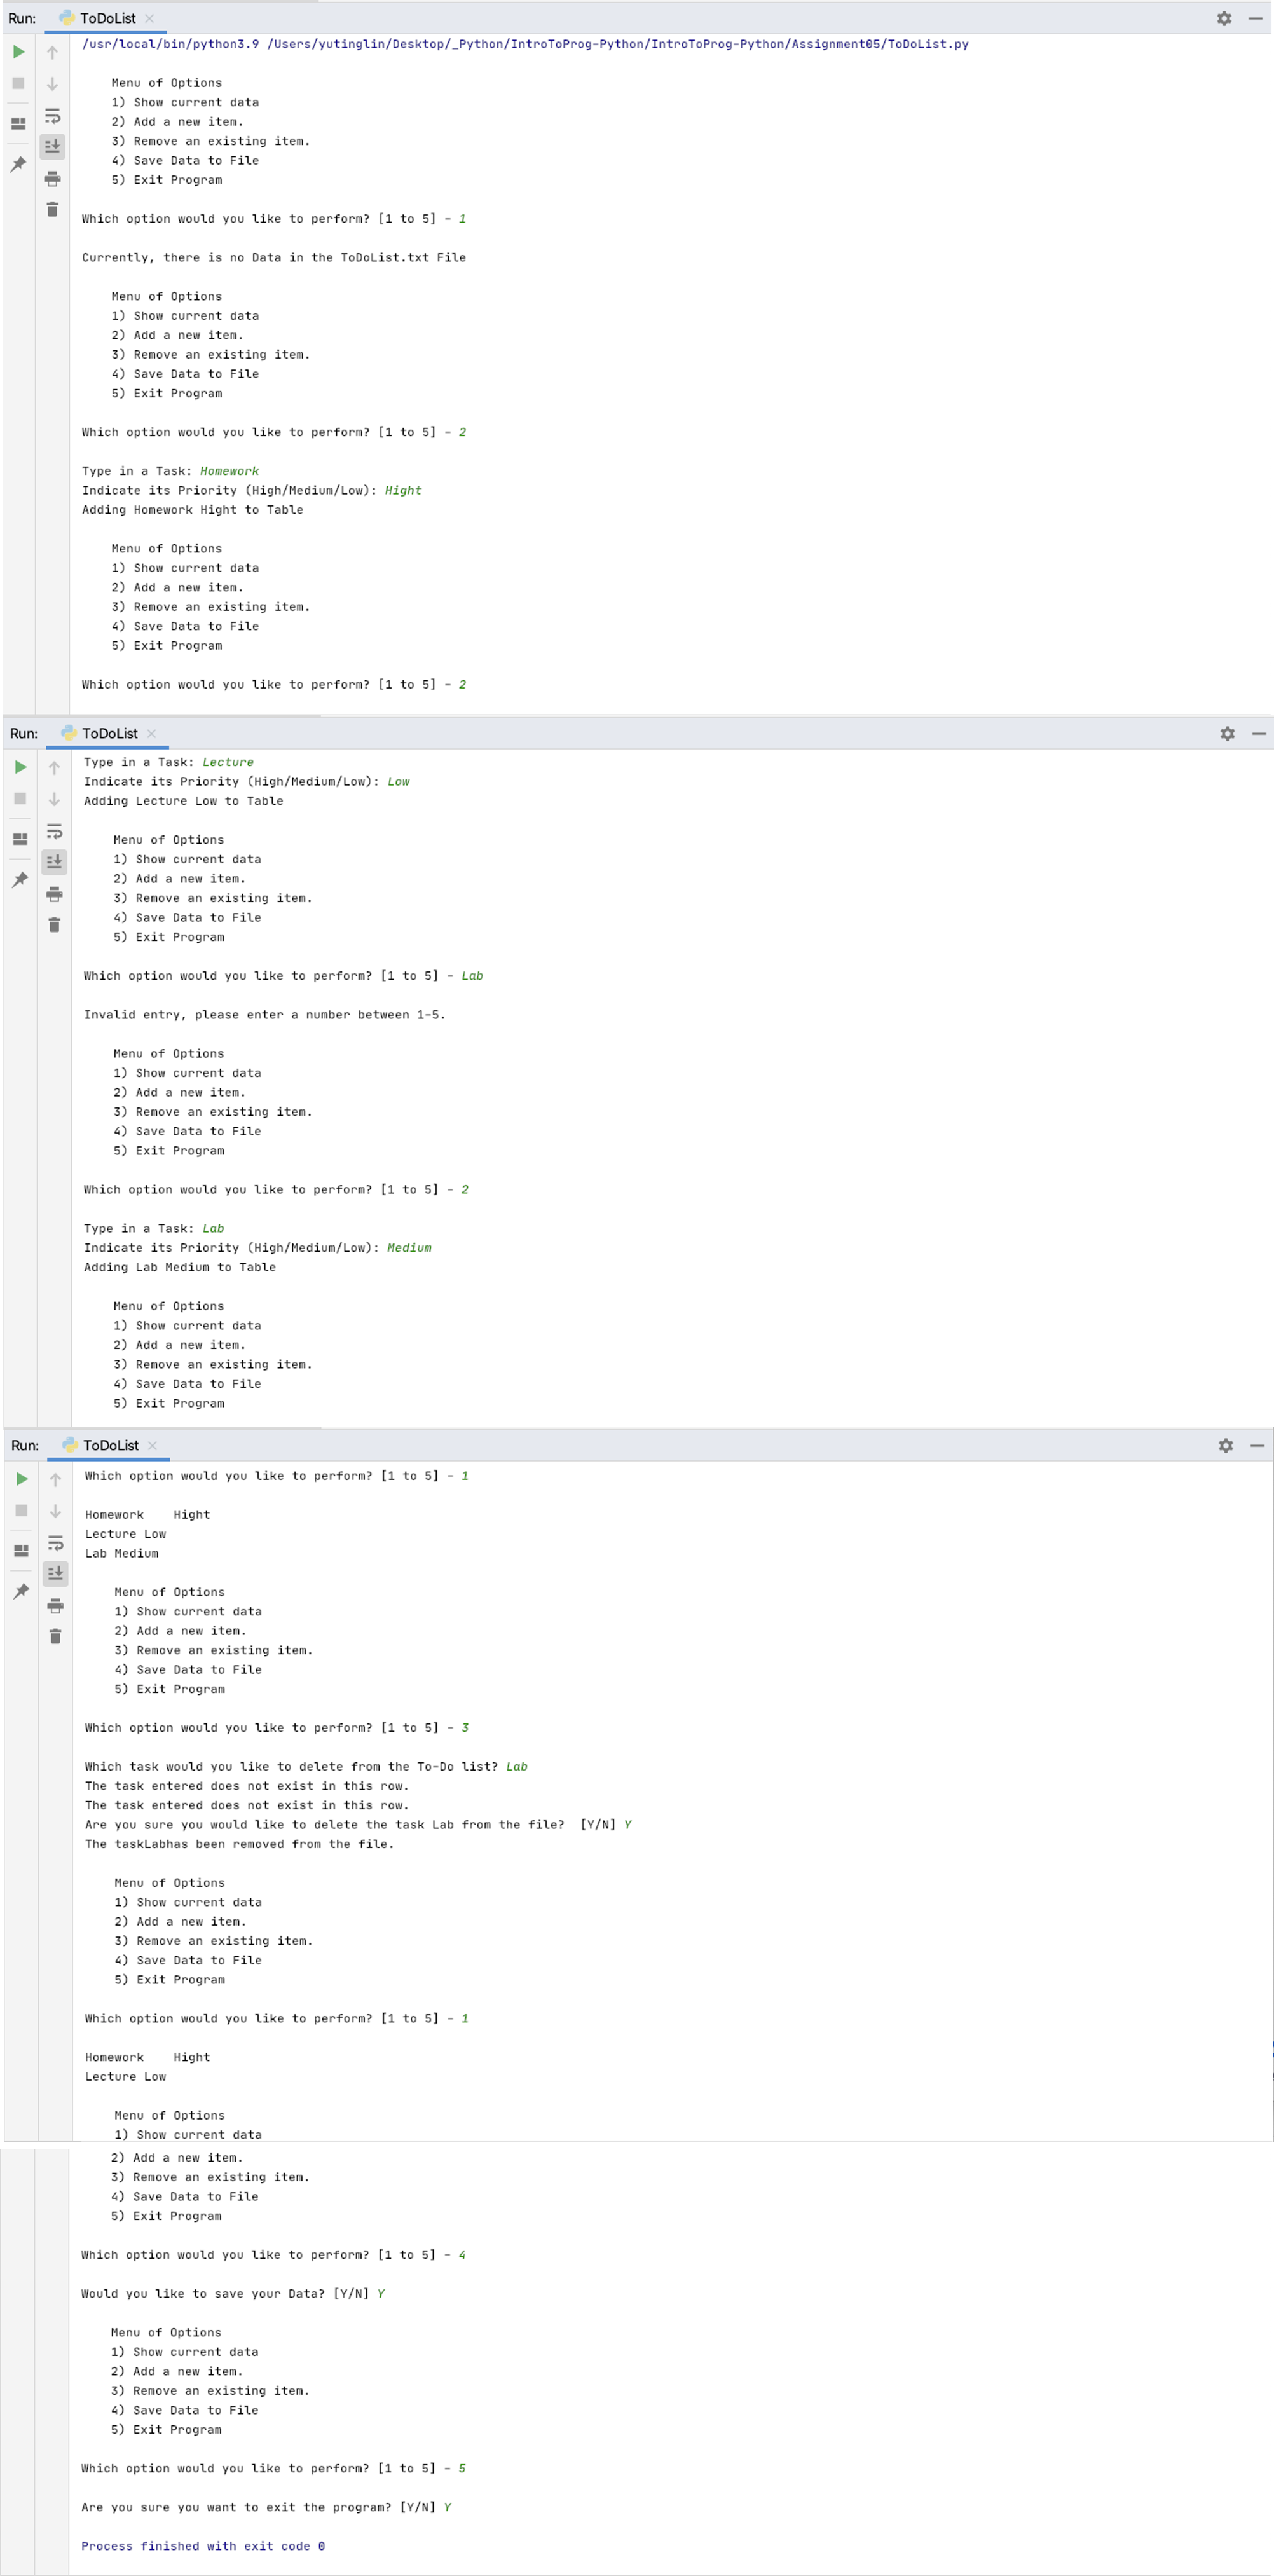 Run: ToDoList
/usr/local/bin/python3.9 /Users/yutinglin/Desktop/_Python/IntroToProg-Python/IntroToProg-Python/Assignment05/ToDoList.py
Menu of Options
1) Show current data
2) Add a new item.
3) Remove an existing item.
4) Save Data to File
5) Exit Program
Which option would you like to perform? [1 to 5] - 1
Currently, there is no Data in the ToDoList.txt File
Menu of Options
1) Show current data
2) Add a new item.
3) Remove an existing item.
4) Save Data to File
5) Exit Program
Which option would you like to perform? [1 to 5] - 2
Type in a Task: Homework
Indicate its Priority (High/Medium/Low): Hight
Adding Homework Hight to Table
Menu of Options
1) Show current data
2) Add a new item.
3) Remove an existing item.
4) Save Data to File
5) Exit Program
Which option would you like to perform? [1 to 5] - 2
Run: ToDoList
Type in a Task: Lecture
Indicate its Priority (High/Medium/Low): Low
Adding Lecture Low to Table
Menu of Options
1) Show current data
2) Add a new item.
3) Remove an existing item.
4) Save Data to File
5) Exit Program
Which option would you like to perform? [1 to 5] - Lab
Invalid entry, please enter a number between 1-5.
Menu of Options
1) Show current data
2) Add a new item.
3) Remove an existing item.
4) Save Data to File
5) Exit Program
Which option would you like to perform? [1 to 5] - 2
Type in a Task: Lab
Indicate its Priority (High/Medium/Low): Medium
Adding Lab Medium to Table
Menu of Options
1) Show current data
2) Add a new item.
3) Remove an existing item.
4) Save Data to File
5) Exit Program
Run: ToDoList
Which option would you like to perform? [1 to 5] - 1
Homework    Hight
Lecture Low
Lab Medium
Menu of Options
1) Show current data
2) Add a new item.
3) Remove an existing item.
4) Save Data to File
5) Exit Program
Which option would you like to perform? [1 to 5] - 3
Which task would you like to delete from the To-Do list? Lab
The task entered does not exist in this row.
The task entered does not exist in this row.
Are you sure you would like to delete the task Lab from the file?  [Y/N] Y
The taskLabhas been removed from the file.
Menu of Options
1) Show current data
2) Add a new item.
3) Remove an existing item.
4) Save Data to File
5) Exit Program
Which option would you like to perform? [1 to 5] - 1
Homework    Hight
Lecture Low
Menu of Options
1) Show current data
2) Add a new item.
3) Remove an existing item.
4) Save Data to File
5) Exit Program
Which option would you like to perform? [1 to 5] - 4
Would you like to save your Data? [Y/N] Y
Menu of Options
1) Show current data
2) Add a new item.
3) Remove an existing item.
4) Save Data to File
5) Exit Program
Which option would you like to perform? [1 to 5] - 5
Are you sure you want to exit the program? [Y/N] Y
Process finished with exit code 0